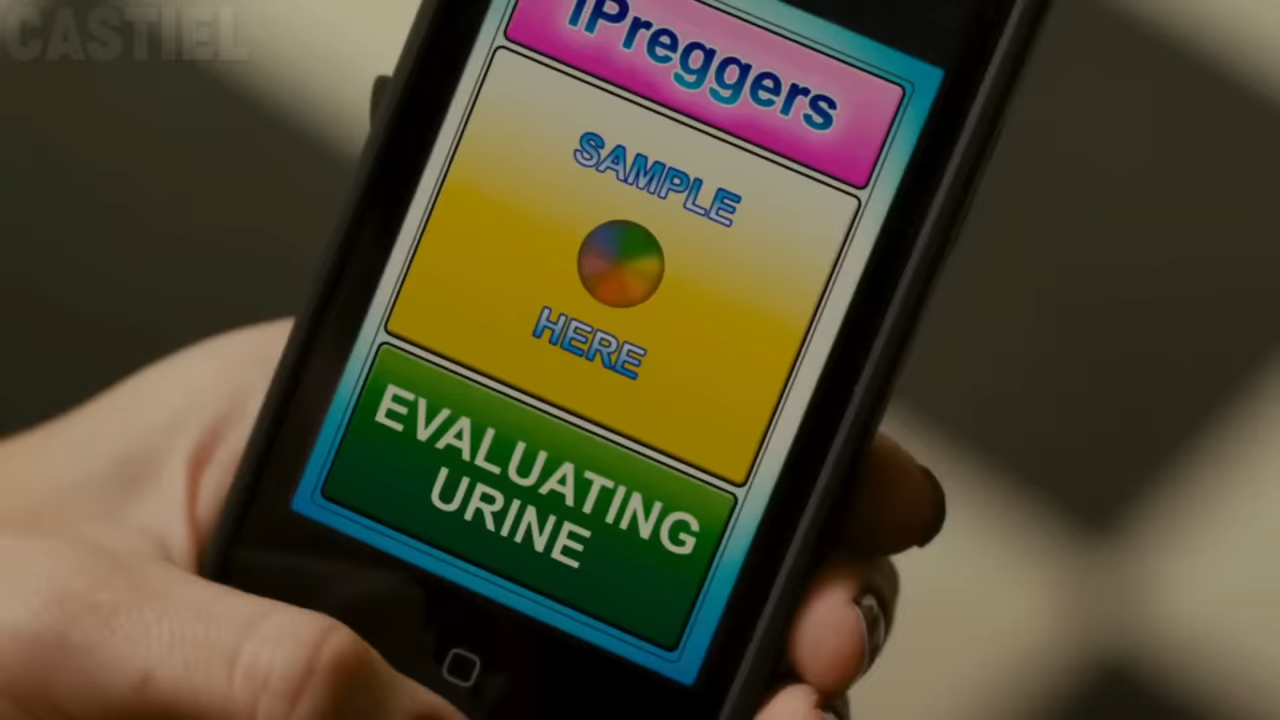 CASTIEL
iPreggers
SAMPLE
HERE
EVALUATING
URINE